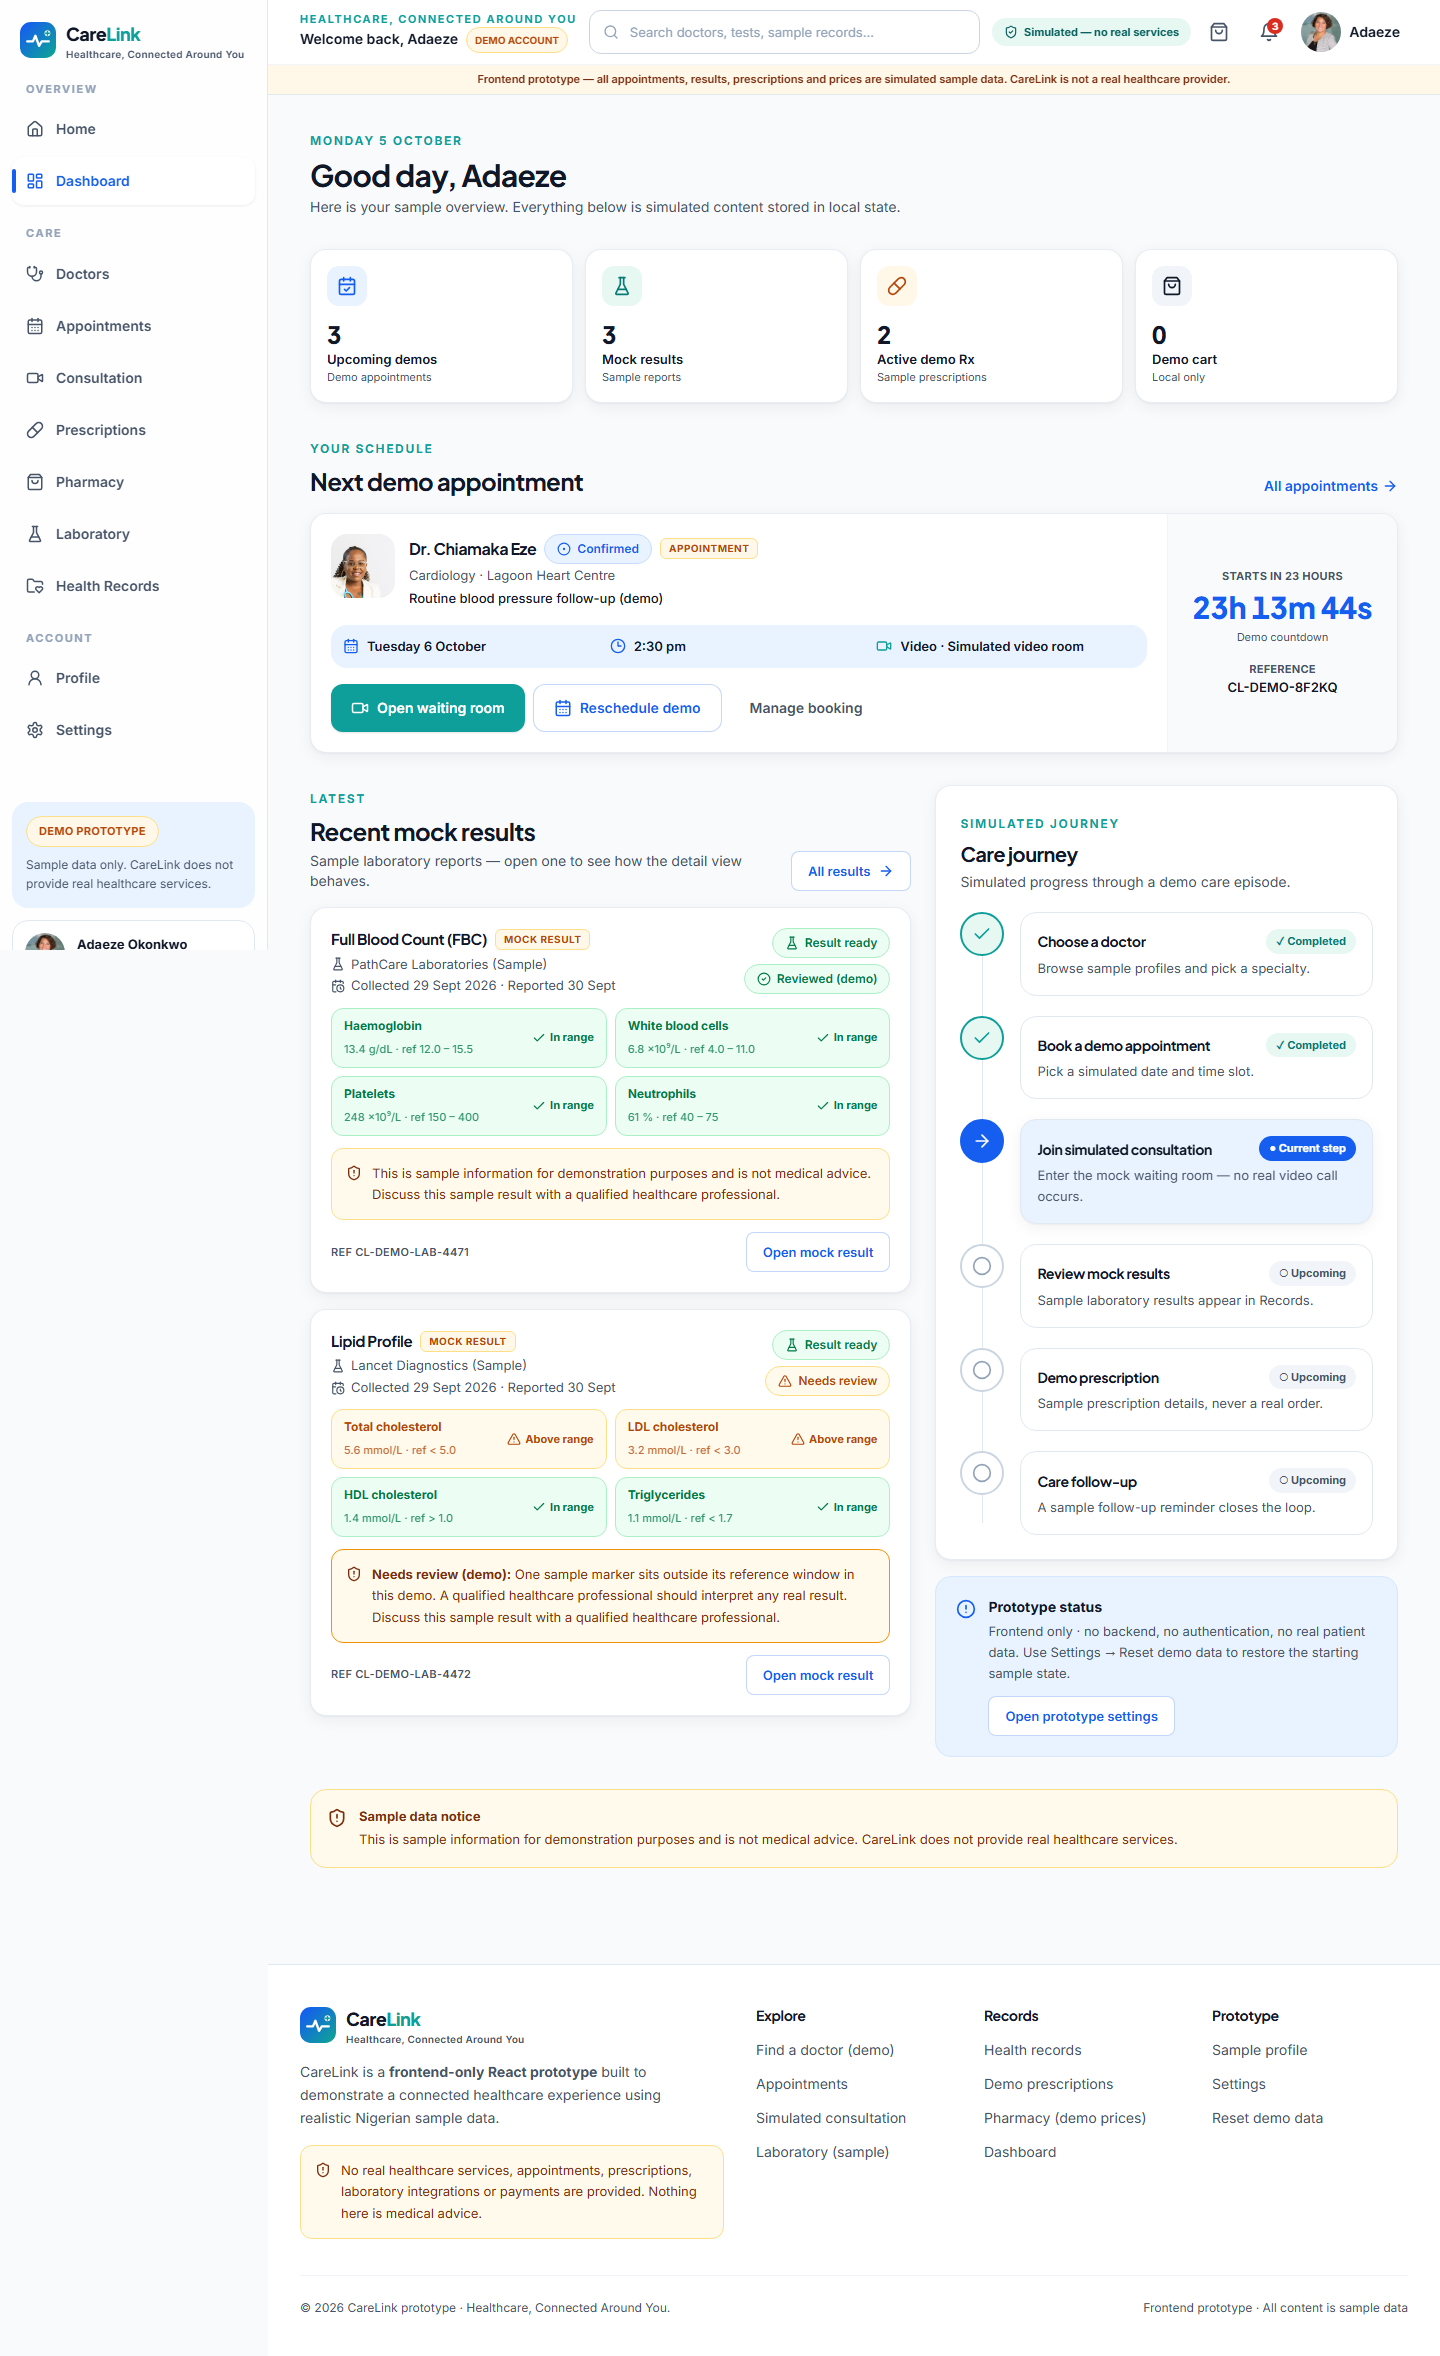 CareLink
Healthcare, Connected Around You
OVERVIEW
Home
Dashboard
CARE
Doctors
Appointments
Consultation
Prescriptions
Pharmacy
Laboratory
Health Records
ACCOUNT
Profile
Settings
DEMO PROTOTYPE
Sample data only. CareLink does not
provide real healthcare services.
Adaeze Okonkwo
HEALTHCARE, CONNECTED AROUND YOU
Welcome back, Adaeze DEMO ACCOUNT
Search doctors, tests, sample records...
Simulated — no real services
3
Adaeze
Frontend prototype — all appointments, results, prescriptions and prices are simulated sample data. CareLink is not a real healthcare provider.
MONDAY 5 OCTOBER
Good day, Adaeze
Here is your sample overview. Everything below is simulated content stored in local state.
3
Upcoming demos
Demo appointments
3
Mock results
Sample reports
2
Active demo Rx
Sample prescriptions
0
Demo cart
Local only
YOUR SCHEDULE
Next demo appointment
All appointments →
Dr. Chiamaka Eze Confirmed APPOINTMENT
Cardiology · Lagoon Heart Centre
Routine blood pressure follow-up (demo)
Tuesday 6 October
2:30 pm
Video · Simulated video room
Open waiting room
Reschedule demo
Manage booking
STARTS IN 23 HOURS
23h 13m 44s
Demo countdown
REFERENCE
CL-DEMO-8F2KQ
LATEST
Recent mock results
Sample laboratory reports — open one to see how the detail view
behaves.
All results →
Full Blood Count (FBC) MOCK RESULT
PathCare Laboratories (Sample)
Collected 29 Sept 2026 · Reported 30 Sept
Result ready
Reviewed (demo)
Haemoglobin
13.4 g/dL · ref 12.0 – 15.5
In range
White blood cells
6.8 ×10⁹/L · ref 4.0 – 11.0
In range
Platelets
248 ×10⁹/L · ref 150 – 400
In range
Neutrophils
61 % · ref 40 – 75
In range
This is sample information for demonstration purposes and is not medical advice.
Discuss this sample result with a qualified healthcare professional.
REF CL-DEMO-LAB-4471
Open mock result
Lipid Profile MOCK RESULT
Lancet Diagnostics (Sample)
Collected 29 Sept 2026 · Reported 30 Sept
Result ready
Needs review
Total cholesterol
5.6 mmol/L · ref < 5.0
Above range
LDL cholesterol
3.2 mmol/L · ref < 3.0
Above range
HDL cholesterol
1.4 mmol/L · ref > 1.0
In range
Triglycerides
1.1 mmol/L · ref < 1.7
In range
Needs review (demo): One sample marker sits outside its reference window in
this demo. A qualified healthcare professional should interpret any real result.
Discuss this sample result with a qualified healthcare professional.
REF CL-DEMO-LAB-4472
Open mock result
SIMULATED JOURNEY
Care journey
Simulated progress through a demo care episode.
Choose a doctor
✓ Completed
Browse sample profiles and pick a specialty.
Book a demo appointment
✓ Completed
Pick a simulated date and time slot.
Join simulated consultation
● Current step
Enter the mock waiting room — no real video call
occurs.
Review mock results
○ Upcoming
Sample laboratory results appear in Records.
Demo prescription
○ Upcoming
Sample prescription details, never a real order.
Care follow-up
○ Upcoming
A sample follow-up reminder closes the loop.
Prototype status
Frontend only · no backend, no authentication, no real patient
data. Use Settings → Reset demo data to restore the starting
sample state.
Open prototype settings
Sample data notice
This is sample information for demonstration purposes and is not medical advice. CareLink does not provide real healthcare services.
CareLink
Healthcare, Connected Around You
CareLink is a frontend-only React prototype built to
demonstrate a connected healthcare experience using
realistic Nigerian sample data.
No real healthcare services, appointments, prescriptions,
laboratory integrations or payments are provided. Nothing
here is medical advice.
Explore
Find a doctor (demo)
Appointments
Simulated consultation
Laboratory (sample)
Records
Health records
Demo prescriptions
Pharmacy (demo prices)
Dashboard
Prototype
Sample profile
Settings
Reset demo data
© 2026 CareLink prototype · Healthcare, Connected Around You.
Frontend prototype · All content is sample data